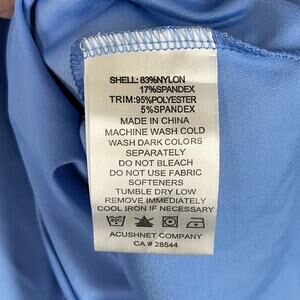 SHELL: 83%NYLON
17%SPANDEX
TRIM:95%POLYESTER
5%SPANDEX
MADE IN CHINA
MACHINE WASH COLD
WASH DARK COLORS
SEPARATELY
DO NOT BLEACH
DO NOT USE FABRIC
SOFTENERS
TUMBLE DRY LOW
REMOVE IMMEDIATELY
COOL IRON IF NECESSARY
ACUSHNET COMPANY
CA # 28544